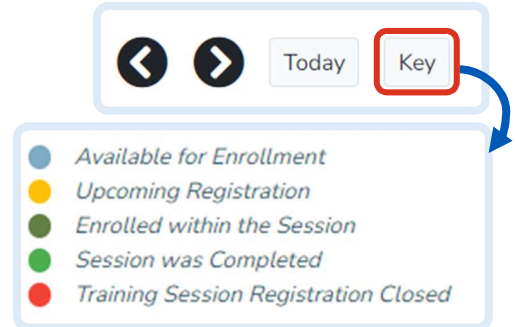 Today Key
Available for Enrollment
Upcoming Registration
Enrolled within the Session
Session was Completed
Training Session Registration Closed